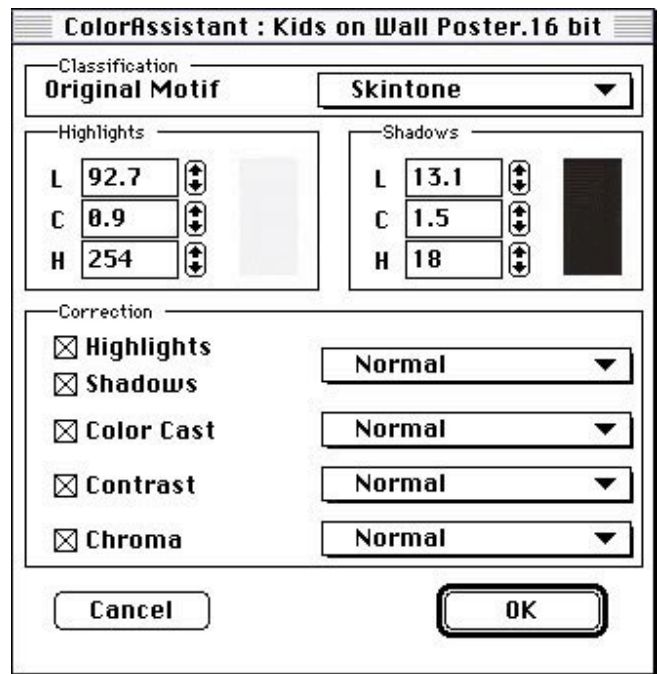 ColorAssistant : Kids on Wall Poster.16 bit
Classification
Original Motif Skintone
Highlights
L 92.7
C 0.9
H 254
Shadows
L 13.1
C 1.5
H 18
Correction
Highlights
Shadows
Normal
Color Cast Normal
Contrast Normal
Chroma Normal
Cancel OK